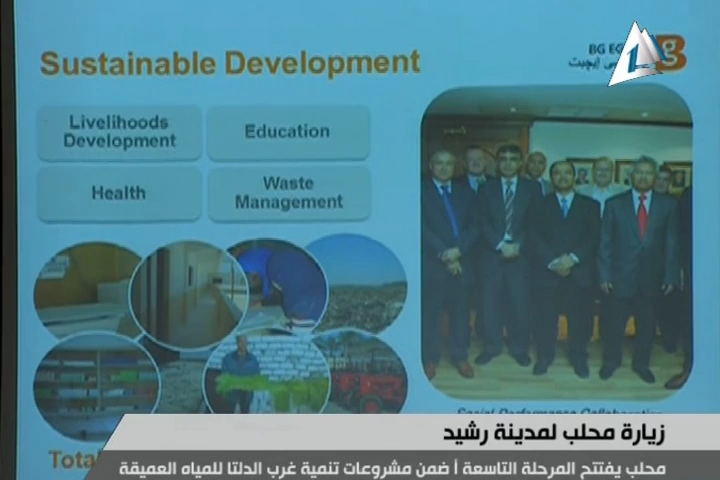 Sustainable Development
BG EG
إيجبت
Livelihoods
Development
Education
Health
Waste
Management
Total
زيارة محلب لمدينة رشيد
محلب يفتتح المرحلة التاسعة أ ضمن مشروعات تنمية غرب الدلتا للمياه العميقة